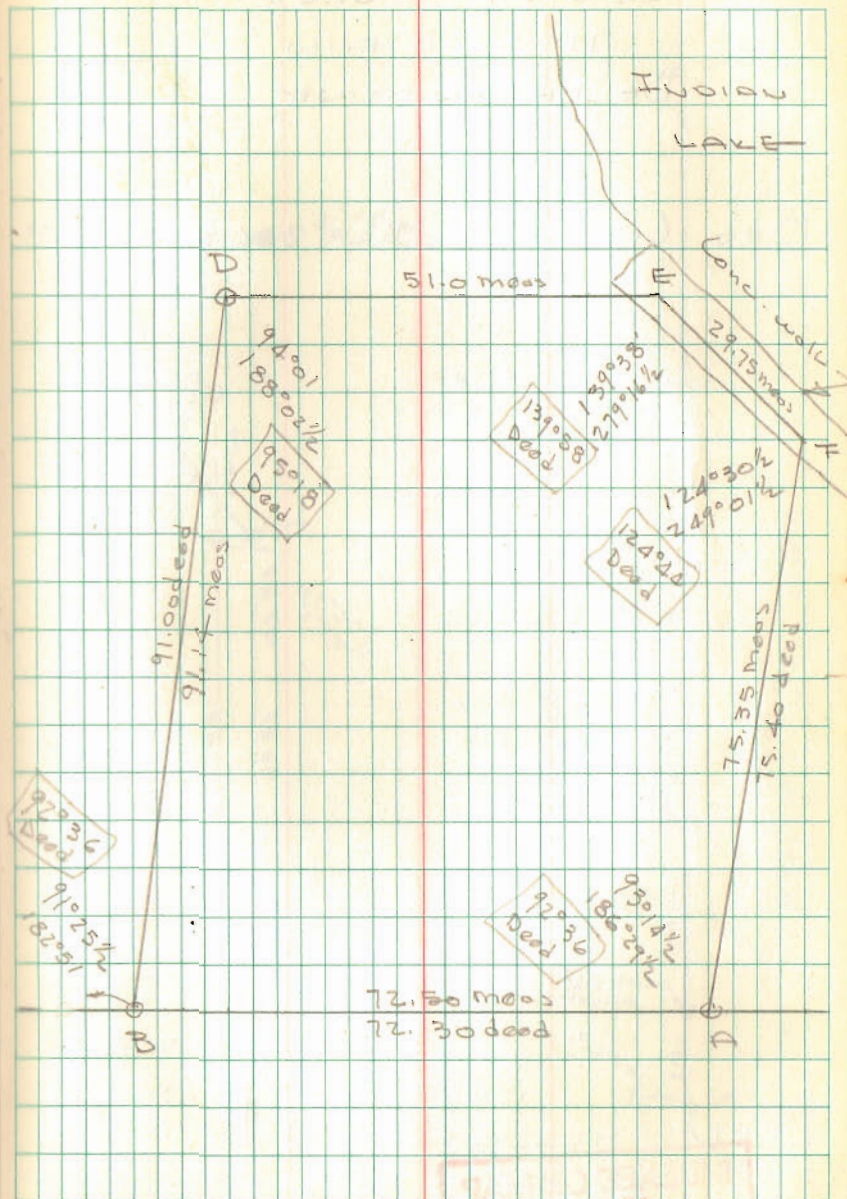 INDIAN
LAKE
D
51.0 meas
E
Conc. walk
29.75 meas
F
94°01'
188°02½
95°18
Deed
139°38'
279°16½
139°58
Deed
124°30½
249°01½
124°44
Deed
91.00 deed
91.14 meas
75.35 meas
75.40 deed
92°36
Deed
91°25½
182°51
92°36
Deed
93°14½
186°29½
72.50 meas
72.30 deed
B
A